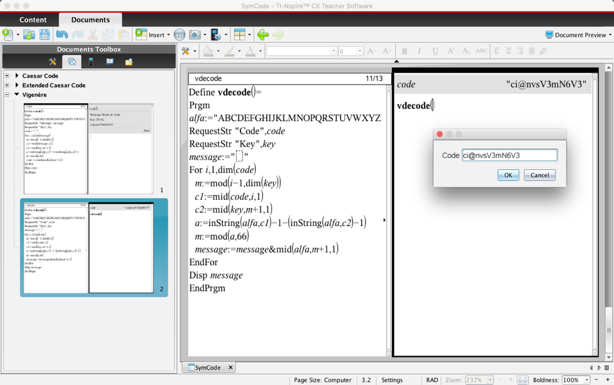 SymCode - TI-Nspire™ CX Teacher Software
Content
Documents
Insert
Document Preview
Documents Toolbox
Caesar Code
Extended Caesar Code
Vigenère
1
2
vdecode 11/13
Define vdecode()=
Prgm
alfa:="ABCDEFGHIJKLMNOPQRSTUVWXYZ
RequestStr "Code",code
RequestStr "Key",key
message:=""
For i,1,dim(code)
m:=mod(i−1,dim(key))
c1:=mid(code,i,1)
c2:=mid(key,m+1,1)
a:=inString(alfa,c1)−1−(inString(alfa,c2)−1)
m:=mod(a,66)
message:=message&mid(alfa,m+1,1)
EndFor
Disp message
EndPrgm
code "ci@nvsV3mN6V3"
vdecode()
Code ci@nvsV3mN6V3
OK Cancel
SymCode
Page Size: Computer 3.2 Settings RAD Zoom: 237% Boldness: 100%